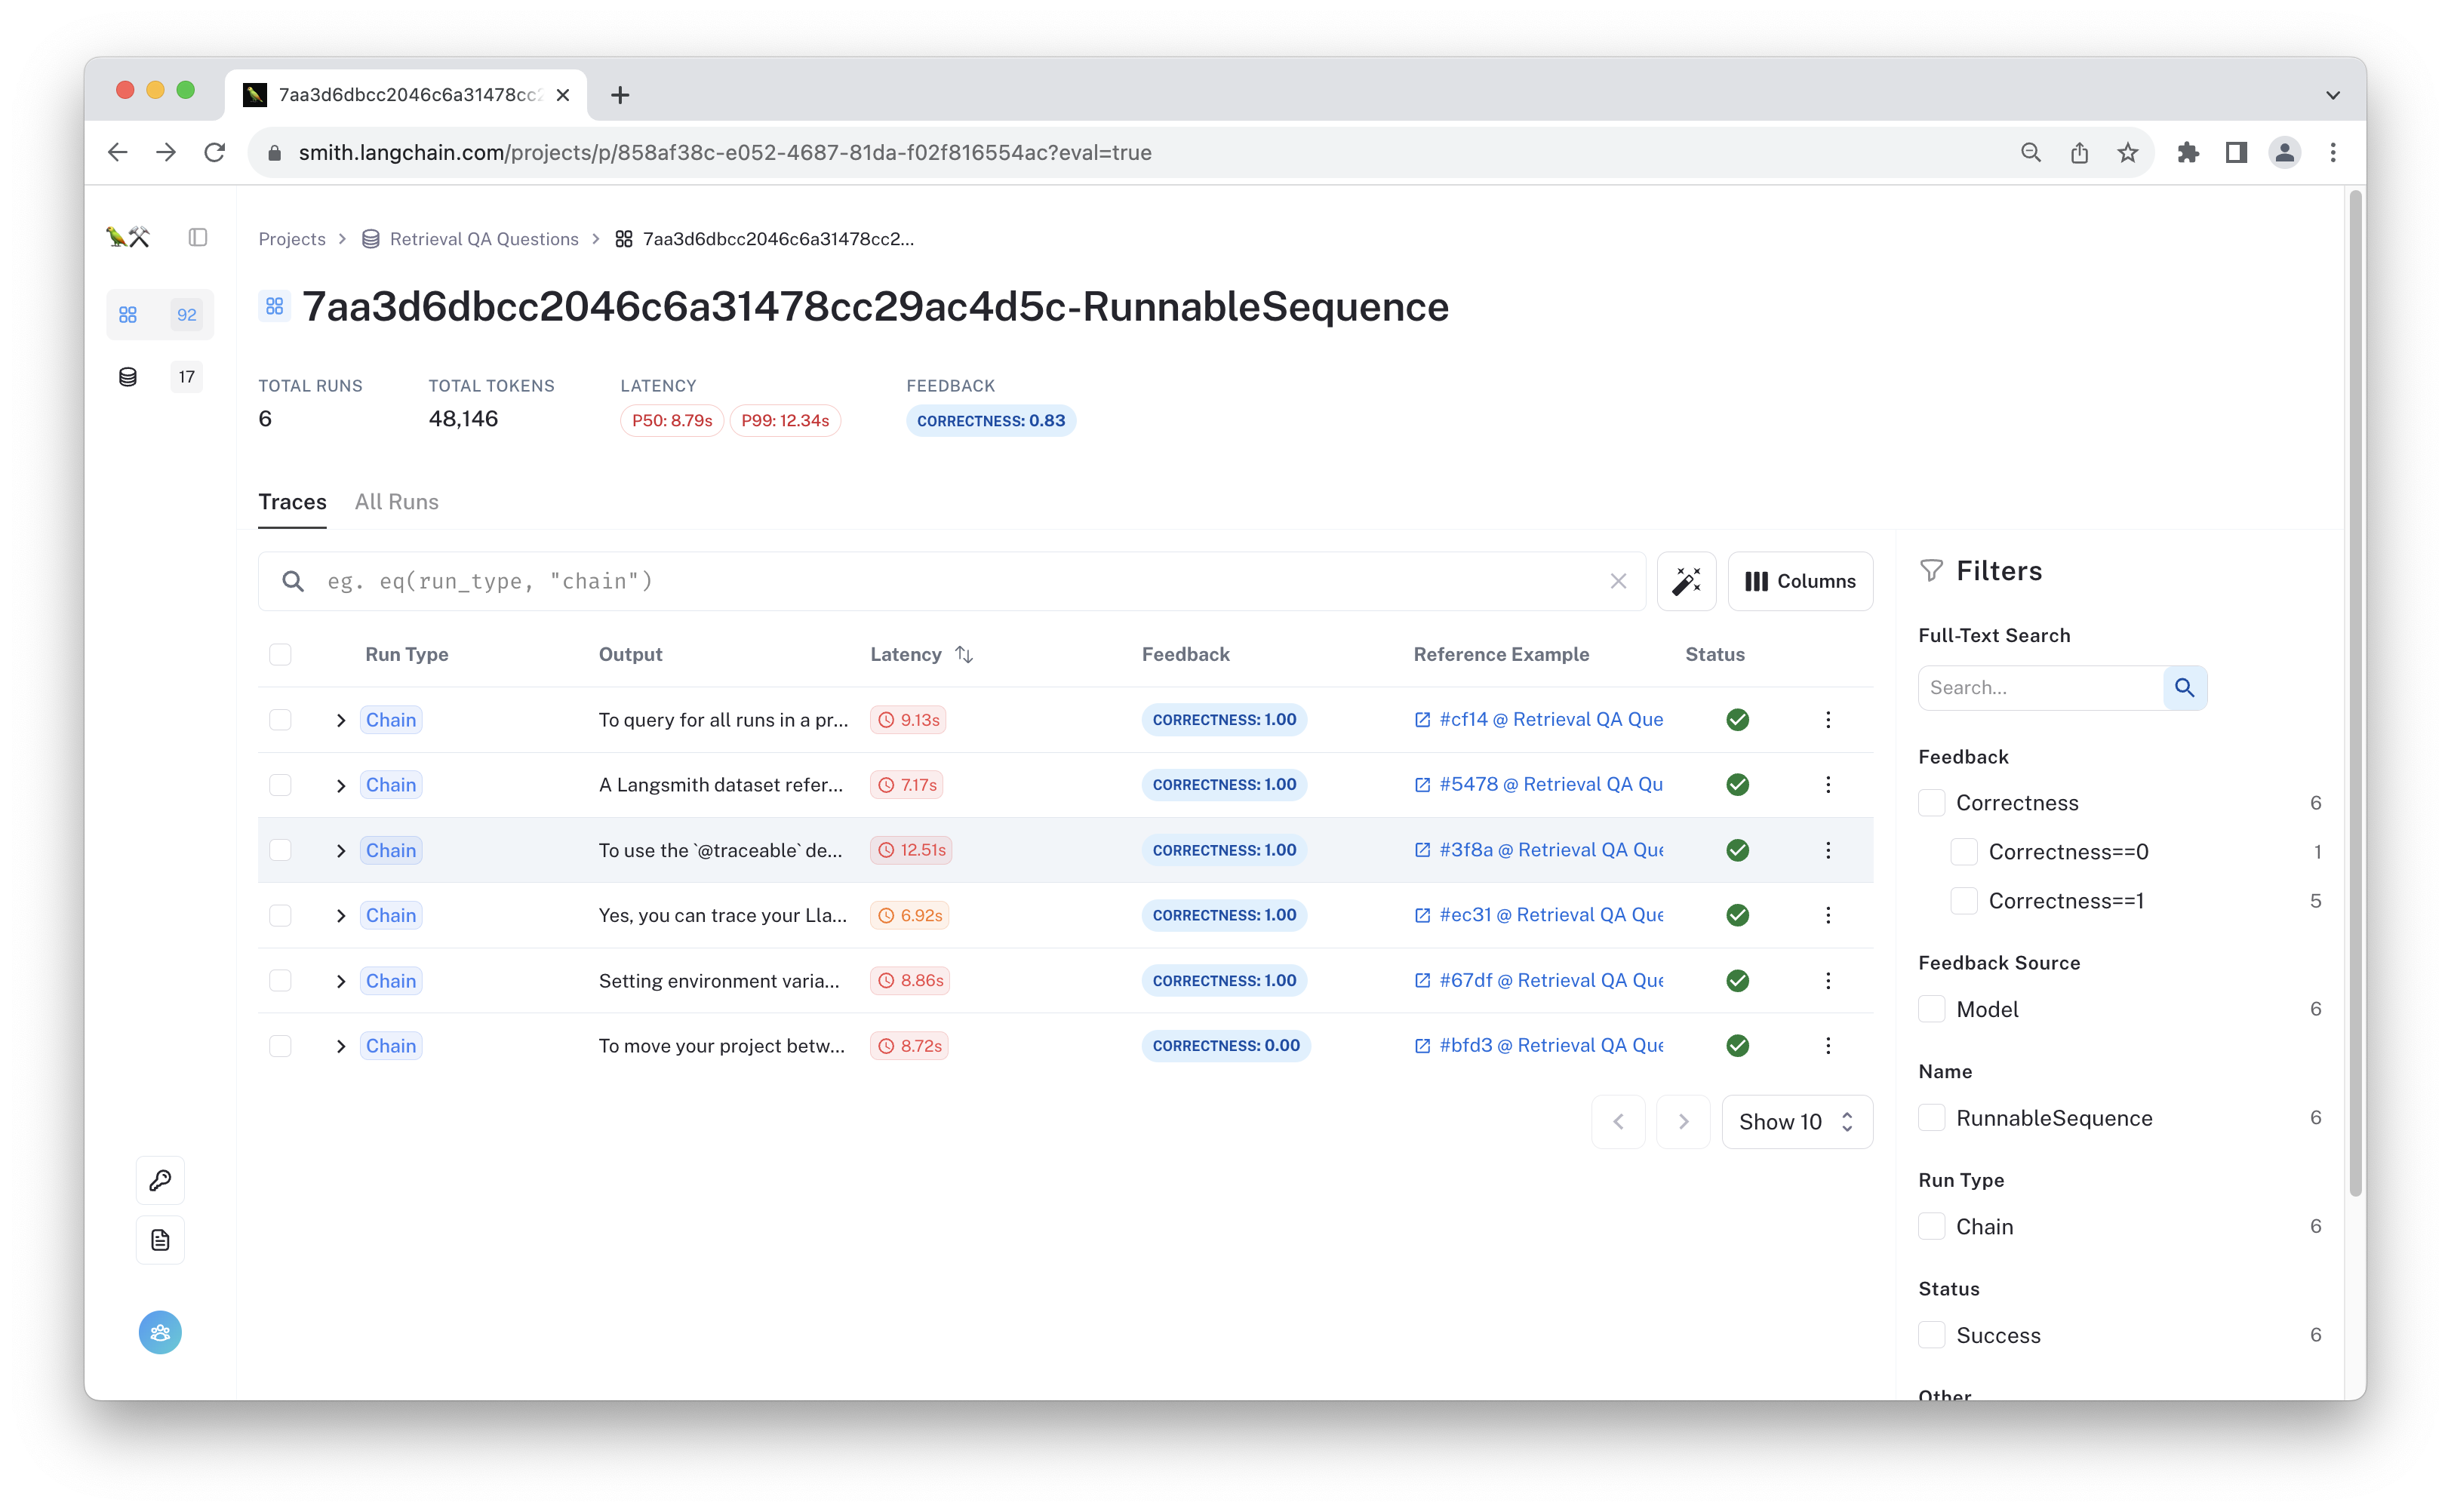 7aa3d6dbcc2046c6a31478cc2
smith.langchain.com/projects/p/858af38c-e052-4687-81da-f02f816554ac?eval=true
Projects > Retrieval QA Questions > 7aa3d6dbcc2046c6a31478cc2...
92
17
7aa3d6dbcc2046c6a31478cc29ac4d5c-RunnableSequence
TOTAL RUNS TOTAL TOKENS LATENCY FEEDBACK
6 48,146 P50: 8.79s P99: 12.34s CORRECTNESS: 0.83
Traces All Runs
eg. eq(run_type, "chain") Columns
Run Type Output Latency Feedback Reference Example Status
Chain To query for all runs in a pr... 9.13s CORRECTNESS: 1.00 #cf14 @ Retrieval QA Que
Chain A Langsmith dataset refer... 7.17s CORRECTNESS: 1.00 #5478 @ Retrieval QA Qu
Chain To use the `@traceable` de... 12.51s CORRECTNESS: 1.00 #3f8a @ Retrieval QA Que
Chain Yes, you can trace your Lla... 6.92s CORRECTNESS: 1.00 #ec31 @ Retrieval QA Que
Chain Setting environment varia... 8.86s CORRECTNESS: 1.00 #67df @ Retrieval QA Que
Chain To move your project betw... 8.72s CORRECTNESS: 0.00 #bfd3 @ Retrieval QA Que
Show 10
Filters
Full-Text Search
Search...
Feedback
Correctness 6
Correctness==0 1
Correctness==1 5
Feedback Source
Model 6
Name
RunnableSequence 6
Run Type
Chain 6
Status
Success 6
Other